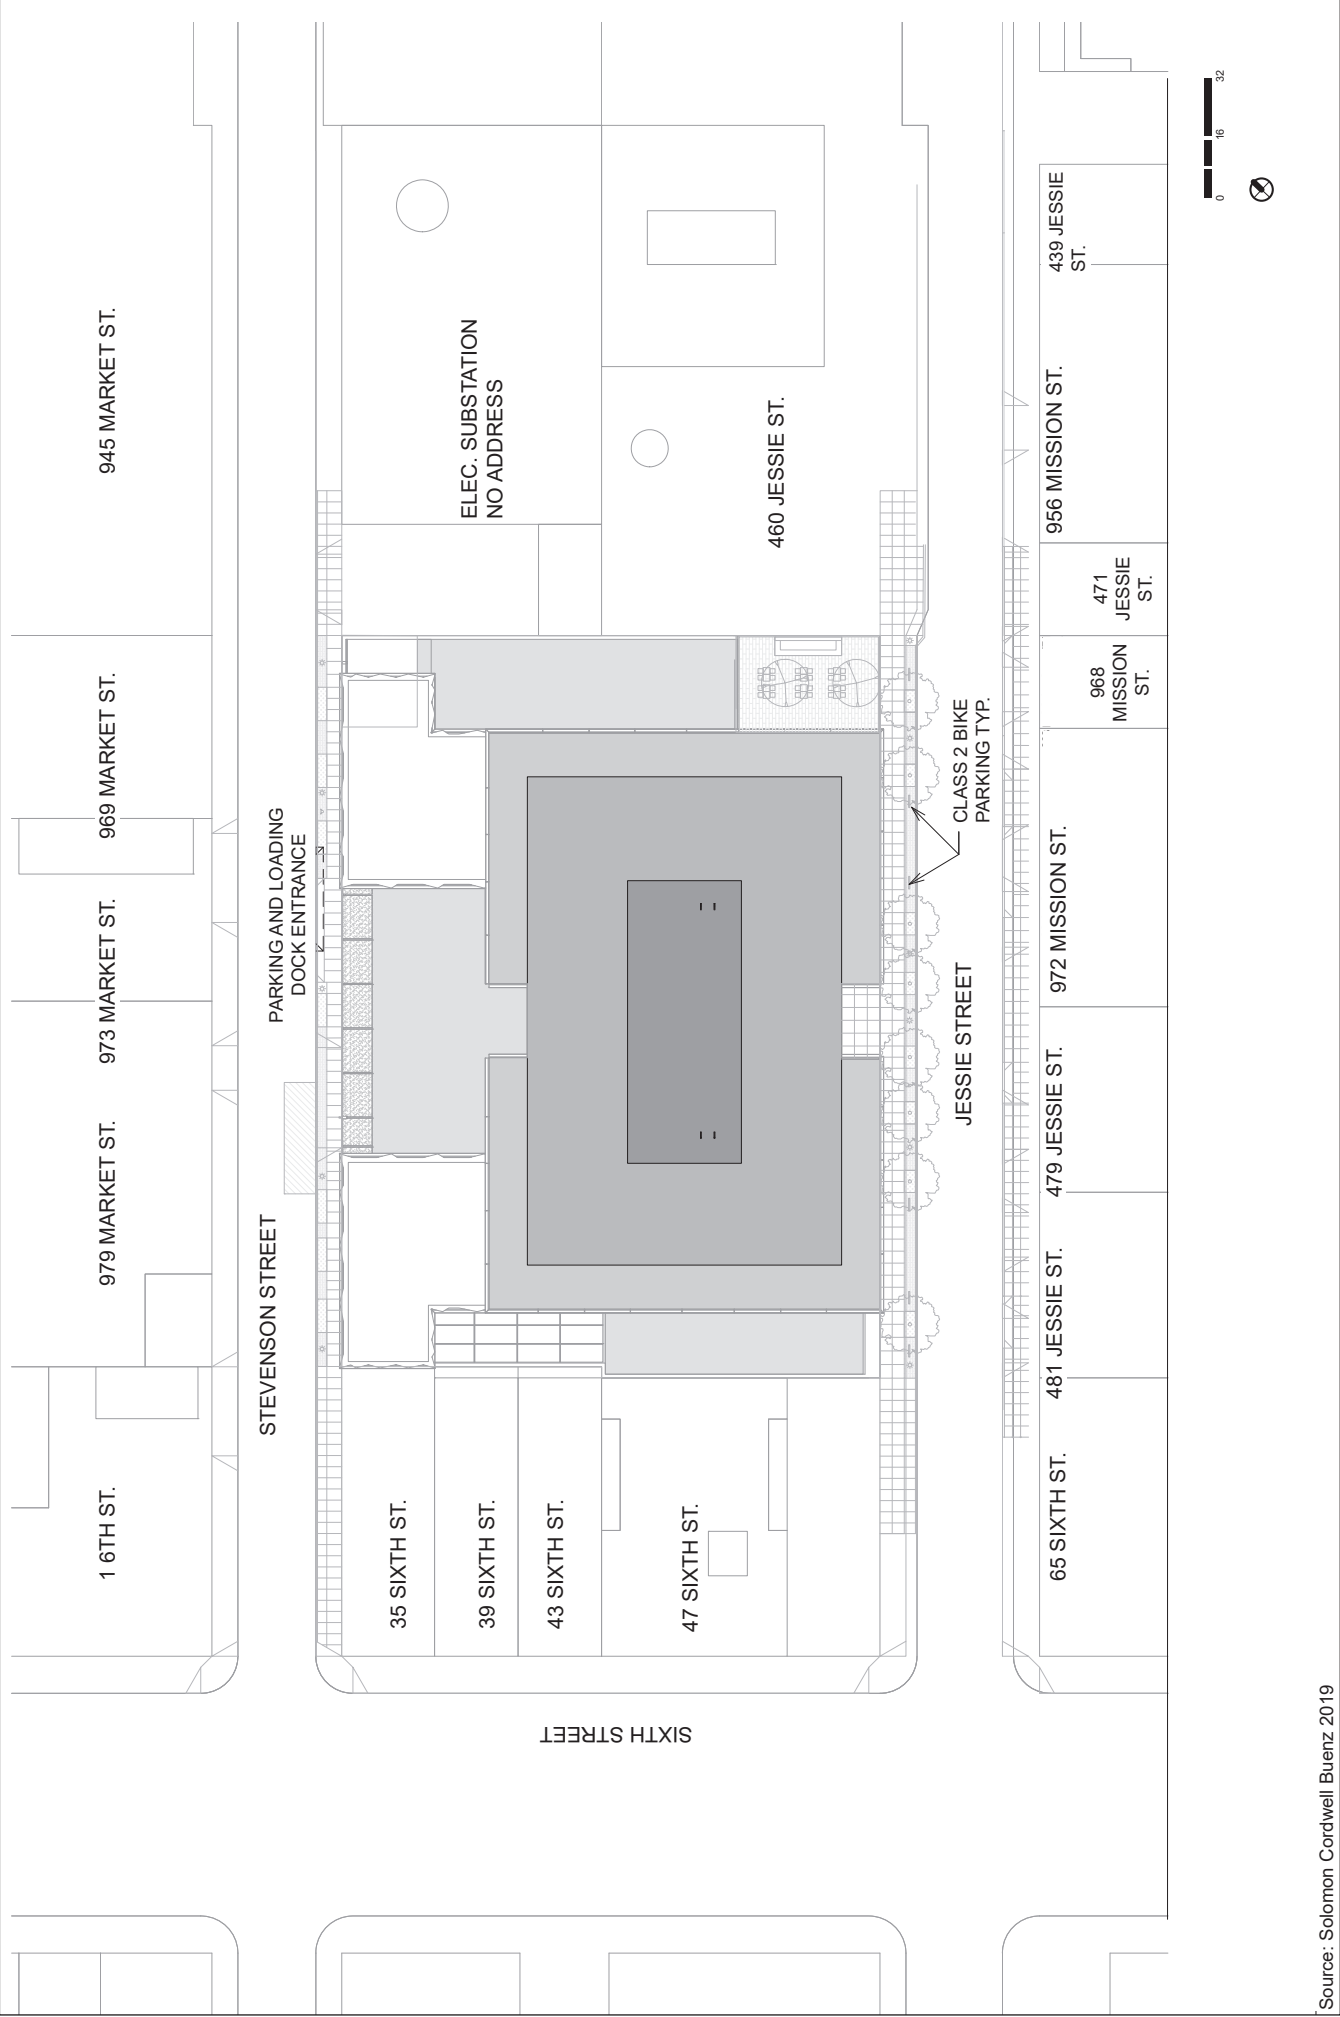 945 MARKET ST.
969 MARKET ST.
973 MARKET ST.
979 MARKET ST.
1 6TH ST.
STEVENSON STREET
PARKING AND LOADING
DOCK ENTRANCE
ELEC. SUBSTATION
NO ADDRESS
460 JESSIE ST.
35 SIXTH ST.
39 SIXTH ST.
43 SIXTH ST.
47 SIXTH ST.
SIXTH STREET
JESSIE STREET
CLASS 2 BIKE
PARKING TYP.
65 SIXTH ST.
481 JESSIE ST.
479 JESSIE ST.
972 MISSION ST.
968
MISSION
ST.
471
JESSIE
ST.
956 MISSION ST.
439 JESSIE
ST.
0 16 32
Source: Solomon Cordwell Buenz 2019